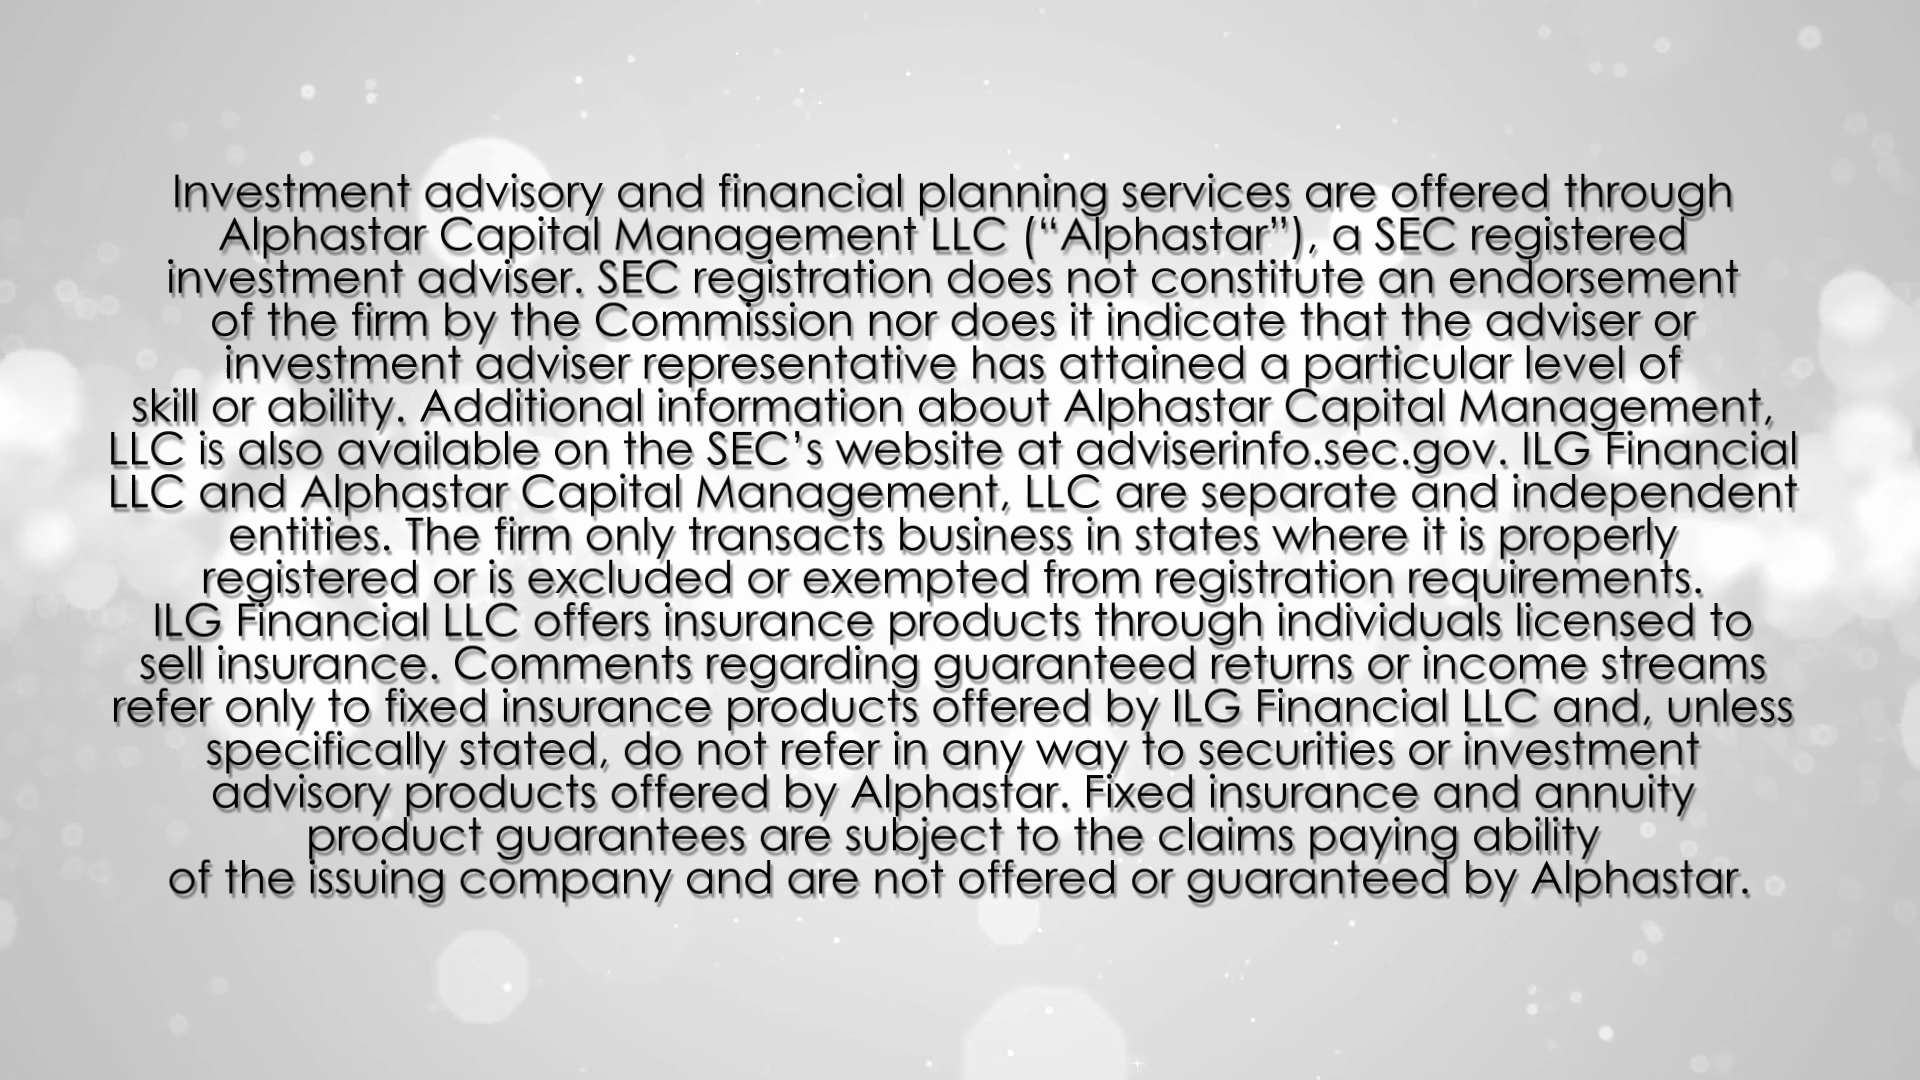 Investment advisory and financial planning services are offered through
Alphastar Capital Management LLC (“Alphastar”), a SEC registered
investment adviser. SEC registration does not constitute an endorsement
of the firm by the Commission nor does it indicate that the adviser or
investment adviser representative has attained a particular level of
skill or ability. Additional information about Alphastar Capital Management,
LLC is also available on the SEC’s website at adviserinfo.sec.gov. ILG Financial
LLC and Alphastar Capital Management, LLC are separate and independent
entities. The firm only transacts business in states where it is properly
registered or is excluded or exempted from registration requirements.
ILG Financial LLC offers insurance products through individuals licensed to
sell insurance. Comments regarding guaranteed returns or income streams
refer only to fixed insurance products offered by ILG Financial LLC and, unless
specifically stated, do not refer in any way to securities or investment
advisory products offered by Alphastar. Fixed insurance and annuity
product guarantees are subject to the claims paying ability
of the issuing company and are not offered or guaranteed by Alphastar.